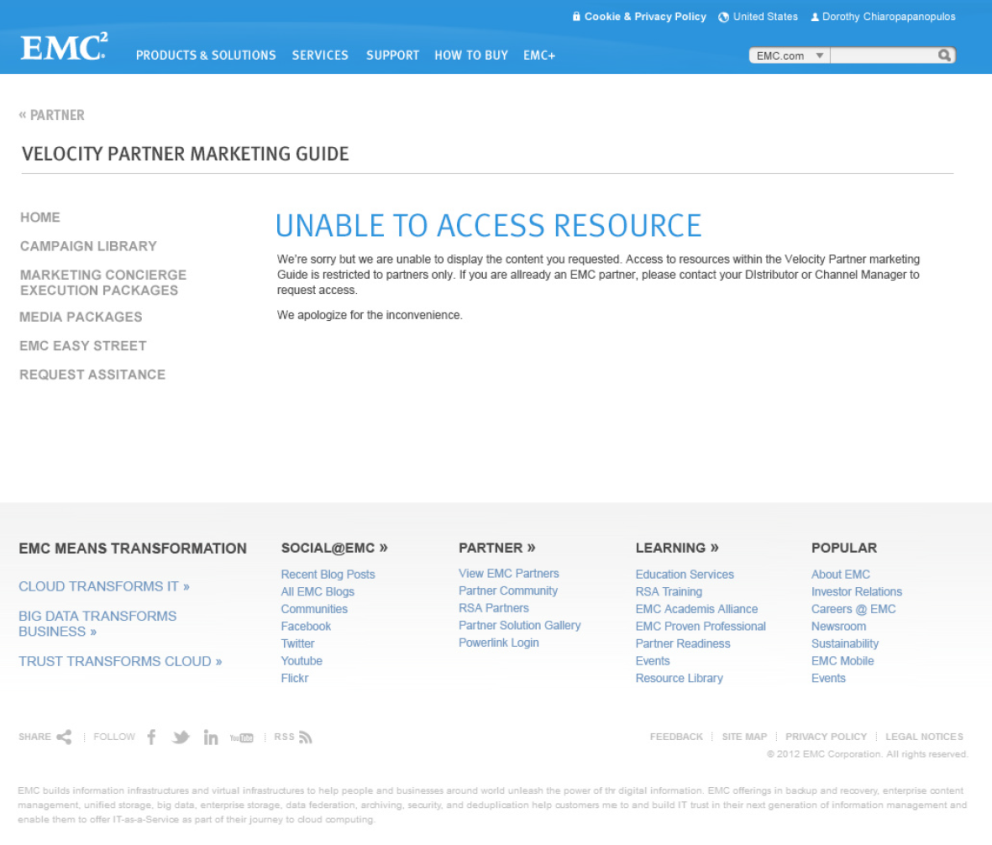 Cookie & Privacy Policy United States Dorothy Chiaropapanopulos
EMC²
PRODUCTS & SOLUTIONS SERVICES SUPPORT HOW TO BUY EMC+
EMC.com
« PARTNER
VELOCITY PARTNER MARKETING GUIDE
HOME
CAMPAIGN LIBRARY
MARKETING CONCIERGE
EXECUTION PACKAGES
MEDIA PACKAGES
EMC EASY STREET
REQUEST ASSITANCE
UNABLE TO ACCESS RESOURCE
We're sorry but we are unable to display the content you requested. Access to resources within the Velocity Partner marketing
Guide is restricted to partners only. If you are allready an EMC partner, please contact your DIstributor or Channel Manager to
request access.
We apologize for the inconvenience.
EMC MEANS TRANSFORMATION
CLOUD TRANSFORMS IT »
BIG DATA TRANSFORMS
BUSINESS »
TRUST TRANSFORMS CLOUD »
SOCIAL@EMC »
Recent Blog Posts
All EMC Blogs
Communities
Facebook
Twitter
Youtube
Flickr
PARTNER »
View EMC Partners
Partner Community
RSA Partners
Partner Solution Gallery
Powerlink Login
LEARNING »
Education Services
RSA Training
EMC Academis Alliance
EMC Proven Professional
Partner Readiness
Events
Resource Library
POPULAR
About EMC
Investor Relations
Careers @ EMC
Newsroom
Sustainability
EMC Mobile
Events
SHARE | FOLLOW f in You Tube | RSS
FEEDBACK | SITE MAP | PRIVACY POLICY | LEGAL NOTICES
© 2012 EMC Corporation. All rights reserved.
EMC builds information infrastructures and virtual infrastructures to help people and businesses around world unleash the power of thr digital information. EMC offerings in backup and recovery, enterprise content
management, unified storage, big data, enterprise storage, data federation, archiving, security, and deduplication help customers me to and build IT trust in their next generation of information management and
enable them to offer IT-as-a-Service as part of their journey to cloud computing.